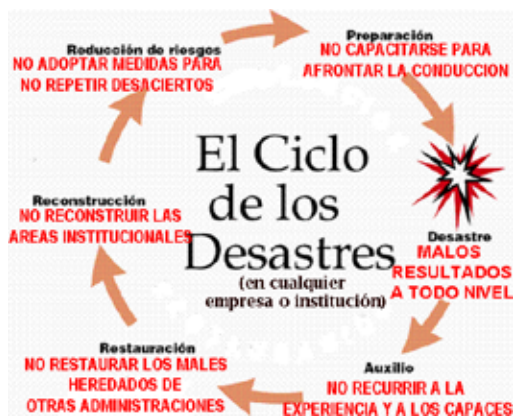 Reducción de riesgos
NO ADOPTAR MEDIDAS PARA
NO REPETIR DESACIERTOS
Preparación
NO CAPACITARSE PARA
AFRONTAR LA CONDUCCION
El Ciclo
de los
Desastres
(en cualquier
empresa o institución)
Desastre
MALOS
RESULTADOS
A TODO NIVEL
Auxilio
NO RECURRIR A LA
EXPERIENCIA Y A LOS CAPACES
Restauración
NO RESTAURAR LOS MALES
HEREDADOS DE
OTRAS ADMINISTRACIONES
Reconstrucción
NO RECONSTRUIR LAS
AREAS INSTITUCIONALES